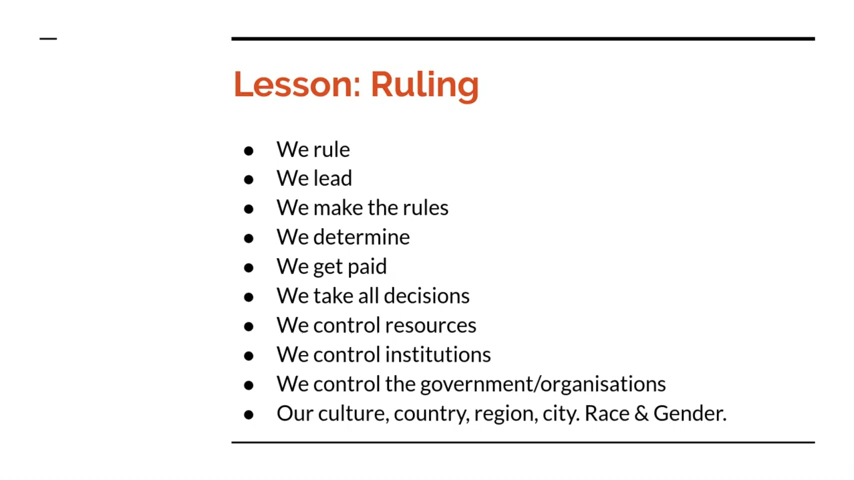 Lesson: Ruling
● We rule
● We lead
● We make the rules
● We determine
● We get paid
● We take all decisions
● We control resources
● We control institutions
● We control the government/organisations
● Our culture, country, region, city. Race & Gender.